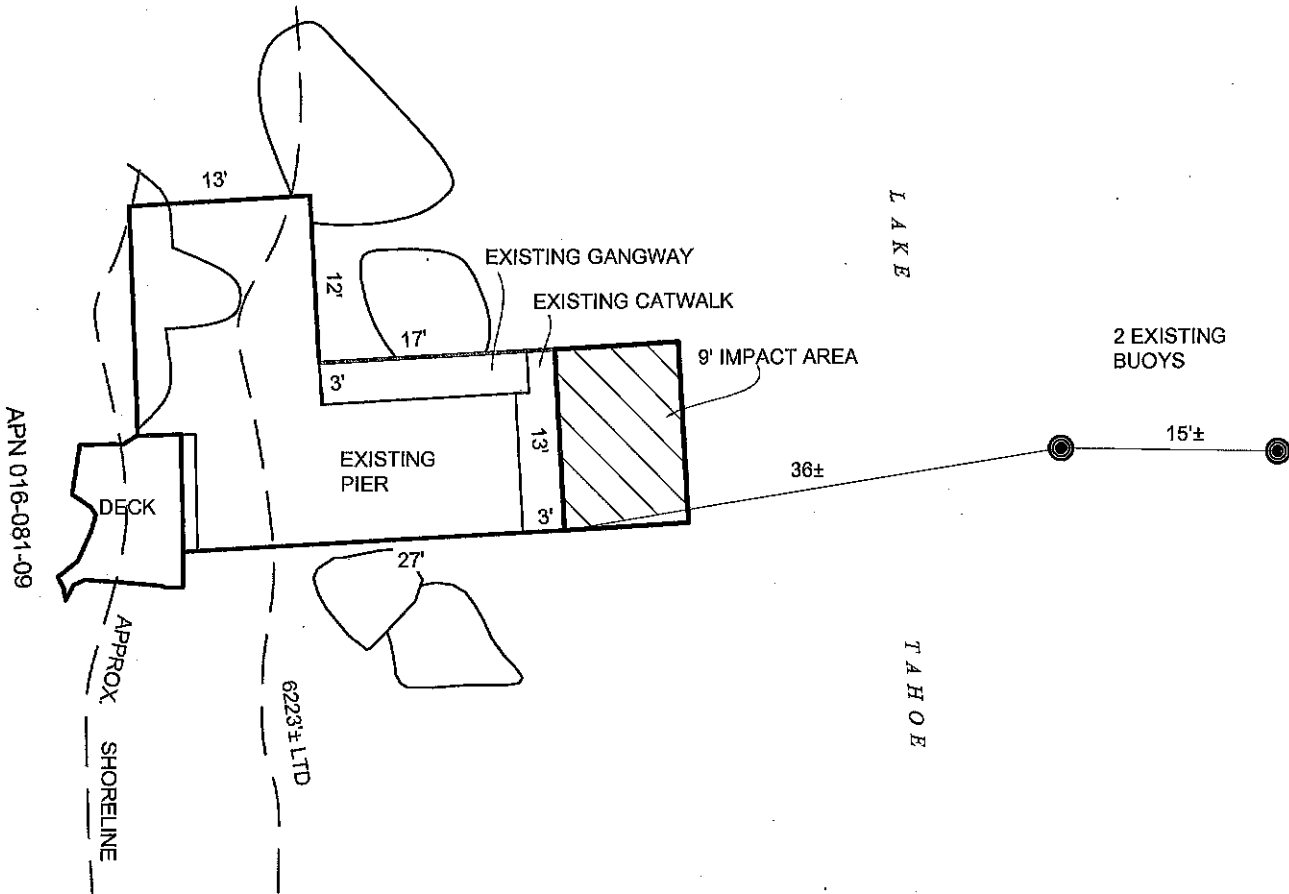 13'
12'
17'
3'
EXISTING GANGWAY
EXISTING CATWALK
9' IMPACT AREA
LAKE
2 EXISTING
BUOYS
15'±
36±
EXISTING
PIER
13'
3'
27'
DECK
APN 016-081-09
APPROX. SHORELINE
6223'± LTD
TAHOE